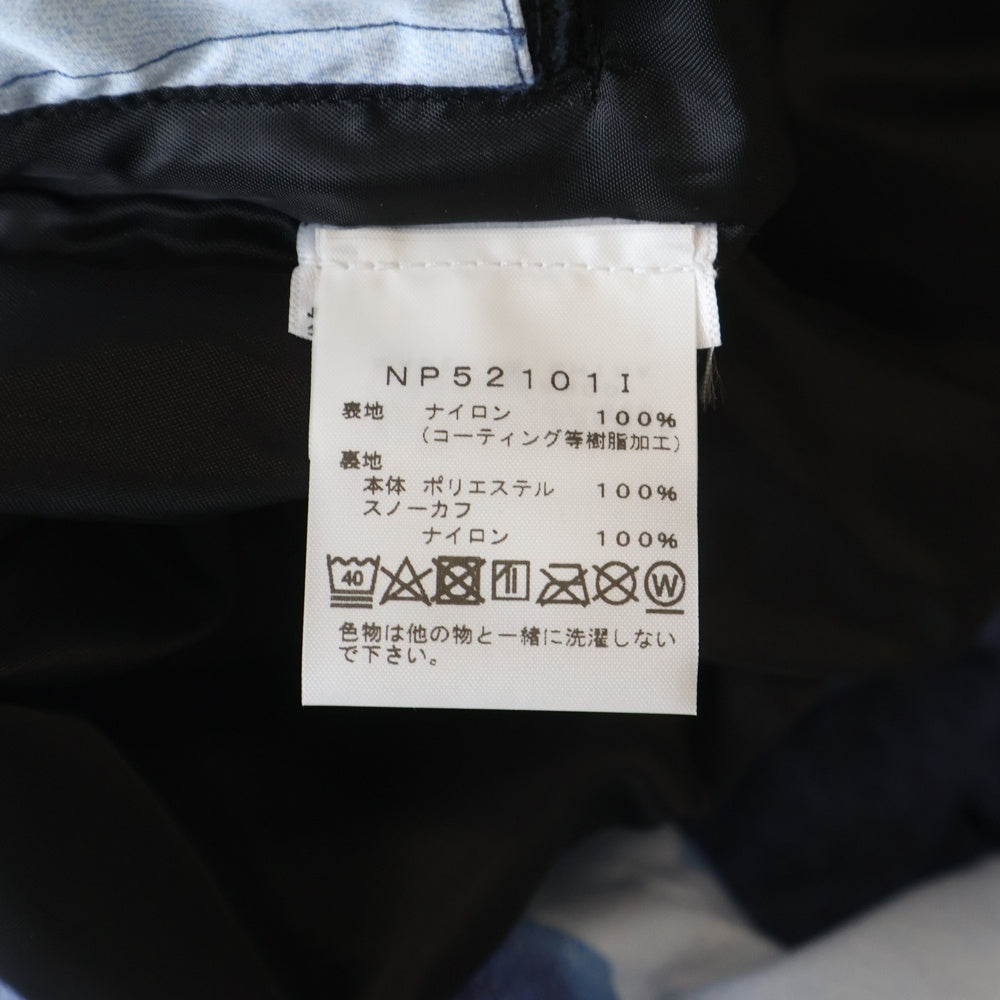 NP52101I
表地 ナイロン 100%
(コーティング等樹脂加工)
裏地
本体 ポリエステル 100%
スノーカフ
ナイロン 100%
40 W
色物は他の物と一緒に洗濯しない
で下さい。